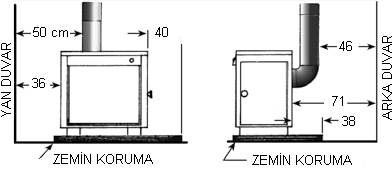 YAN DUVAR
50 cm
40
36
ZEMİN KORUMA
46
71
38
ARKA DUVAR
ZEMİN KORUMA